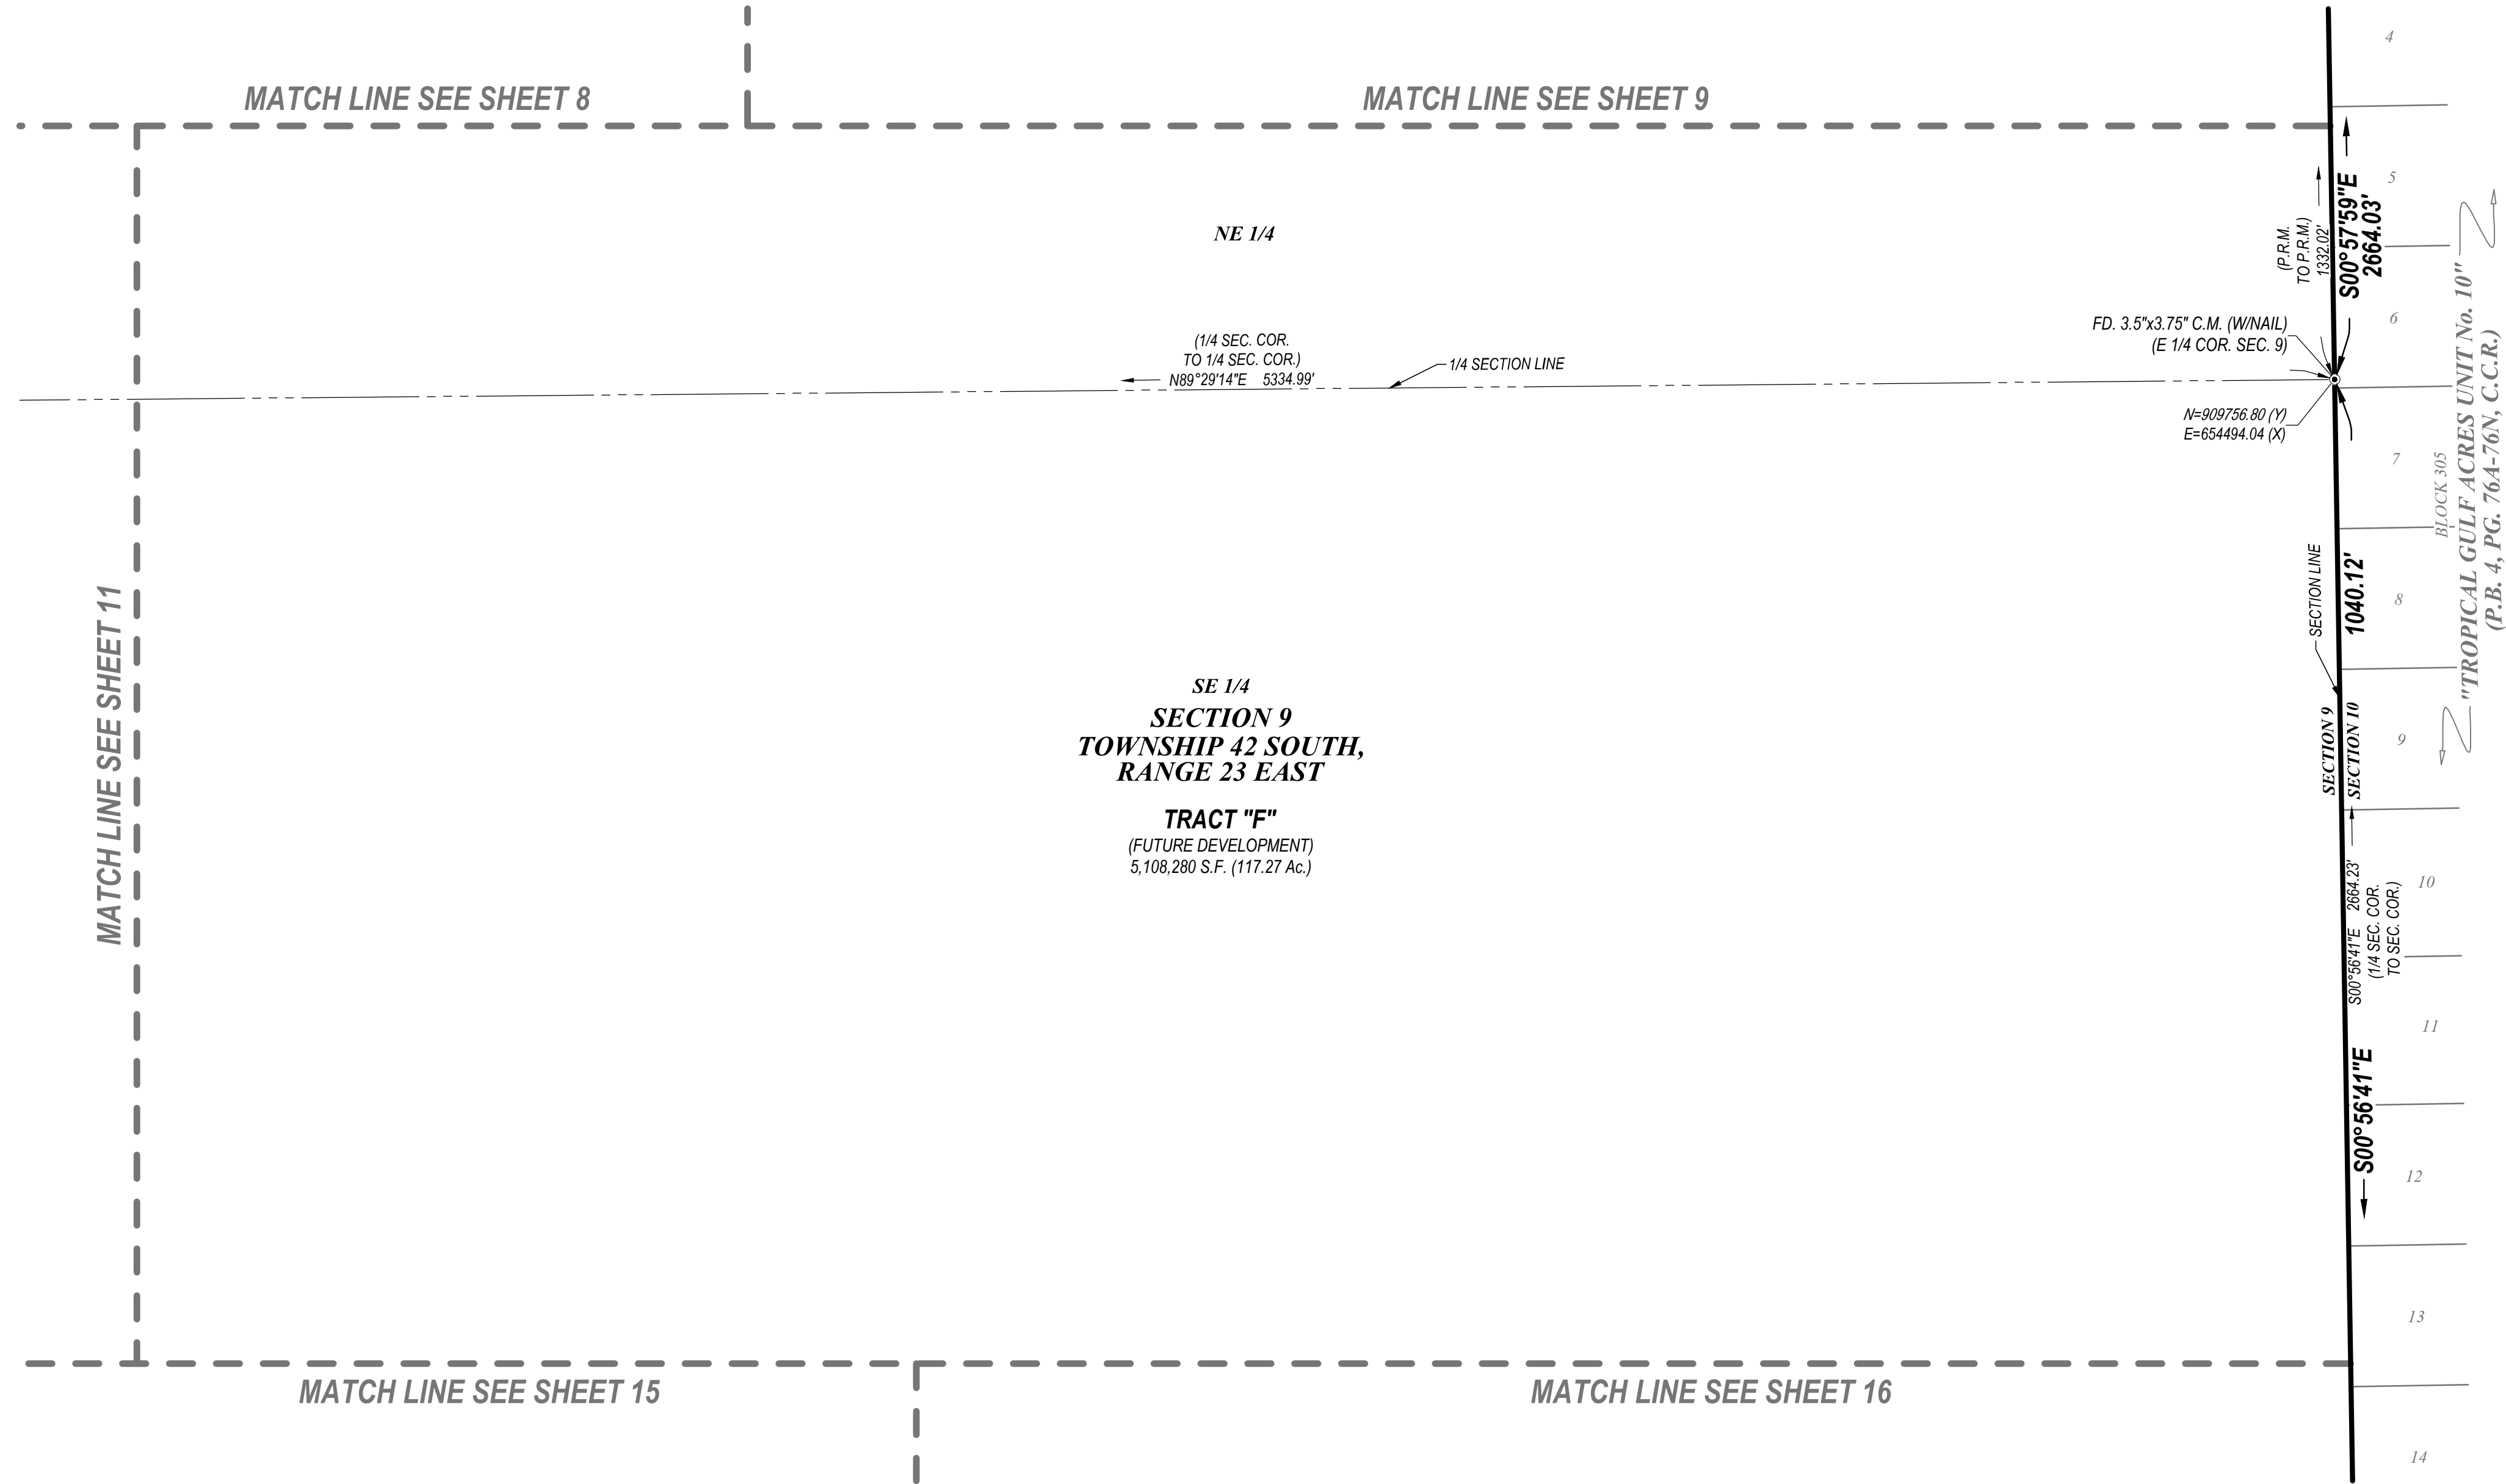 MATCH LINE SEE SHEET 8
MATCH LINE SEE SHEET 9
MATCH LINE SEE SHEET 11
NE 1/4
(1/4 SEC. COR.
TO 1/4 SEC. COR.)
N89°29'14"E 5334.99'
1/4 SECTION LINE
FD. 3.5"x3.75" C.M. (W/NAIL)
(E 1/4 COR. SEC. 9)
N=909756.80 (Y)
E=654494.04 (X)
(P.R.M.
TO P.R.M.)
1332.02'
S00°57'59"E
2664.03'
SE 1/4
SECTION 9
TOWNSHIP 42 SOUTH,
RANGE 23 EAST
TRACT "F"
(FUTURE DEVELOPMENT)
5,108,280 S.F. (117.27 Ac.)
SECTION LINE
1040.12'
SECTION 9
SECTION 10
S00°56'41"E 2664.23'
(1/4 SEC. COR.
TO SEC. COR.)
S00°56'41"E
4
5
6
7
8
9
10
11
12
13
14
BLOCK 305
"TROPICAL GULF ACRES UNIT No. 10"
(P.B. 4, PG. 76A-76N, C.C.R.)
MATCH LINE SEE SHEET 15
MATCH LINE SEE SHEET 16